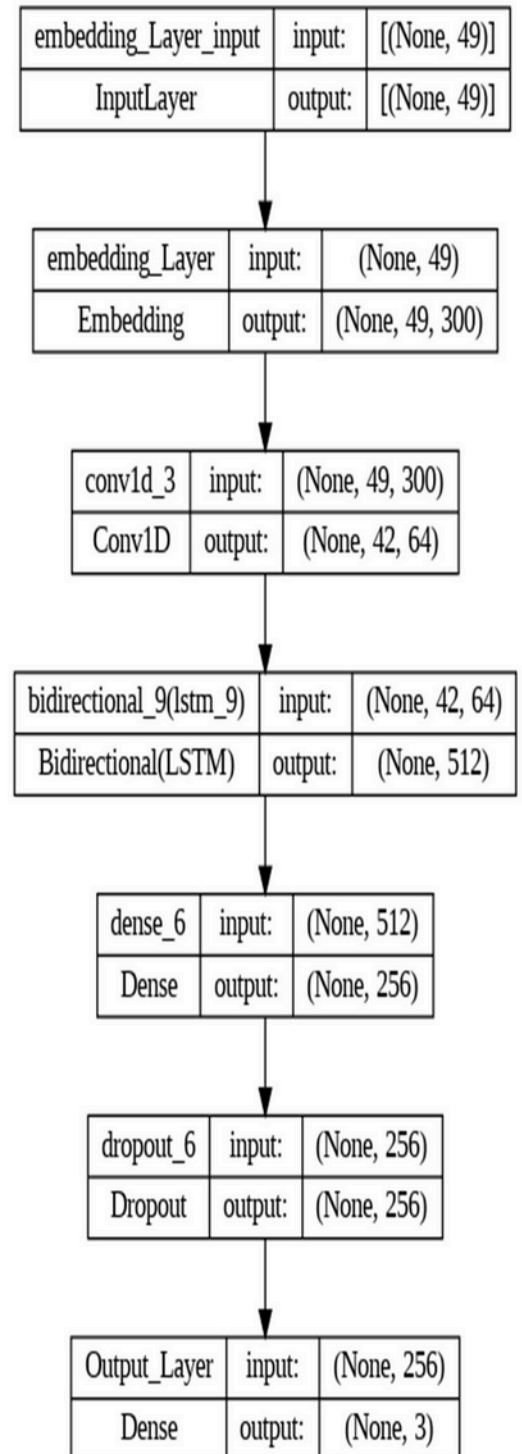 embedding_Layer_input input: [(None, 49)]
InputLayer output: [(None, 49)]
embedding_Layer input: (None, 49)
Embedding output: (None, 49, 300)
conv1d_3 input: (None, 49, 300)
Conv1D output: (None, 42, 64)
bidirectional_9(lstm_9) input: (None, 42, 64)
Bidirectional(LSTM) output: (None, 512)
dense_6 input: (None, 512)
Dense output: (None, 256)
dropout_6 input: (None, 256)
Dropout output: (None, 256)
Output_Layer input: (None, 256)
Dense output: (None, 3)